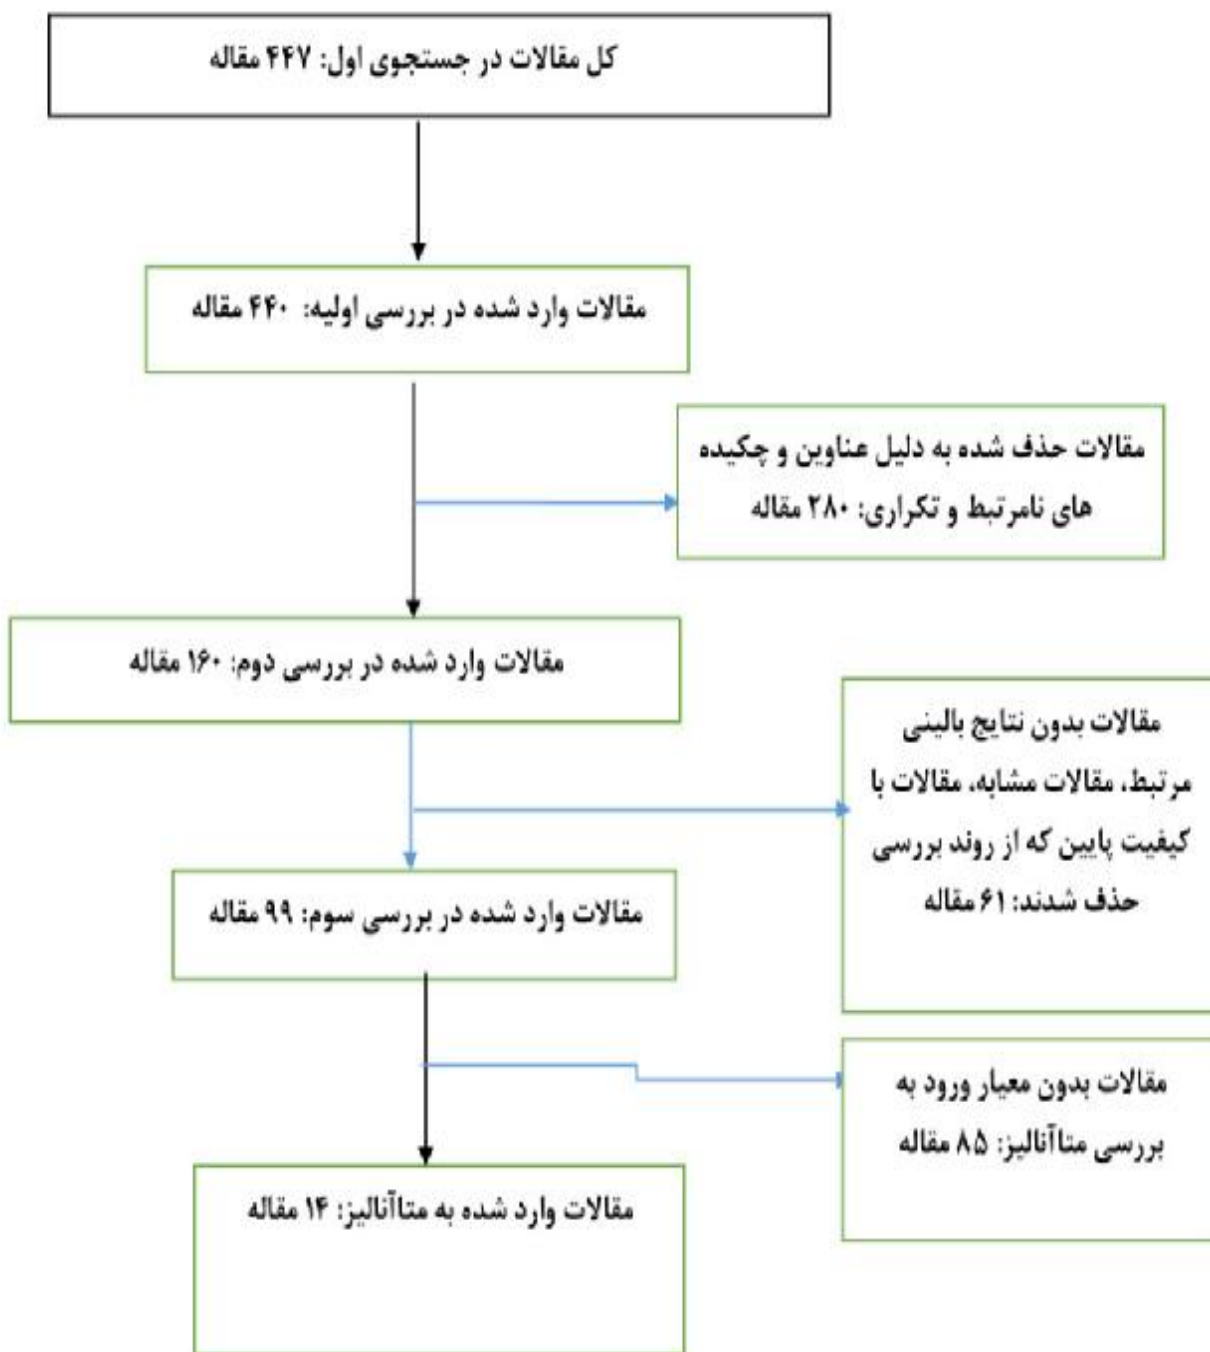 کل مقالات در جستجوی اول: ۴۴۷ مقاله
مقالات وارد شده در بررسی اولیه: ۴۴۰ مقاله
مقالات حذف شده به دلیل عناوین و چکیده
های نامرتبط و تکراری: ۲۸۰ مقاله
مقالات وارد شده در بررسی دوم: ۱۶۰ مقاله
مقالات بدون نتایج بالینی
مرتبط، مقالات مشابه، مقالات با
کیفیت پایین که از روند بررسی
حذف شدند: ۶۱ مقاله
مقالات وارد شده در بررسی سوم: ۹۹ مقاله
مقالات بدون معیار ورود به
بررسی متاآنالیز: ۸۵ مقاله
مقالات وارد شده به متاآنالیز: ۱۴ مقاله